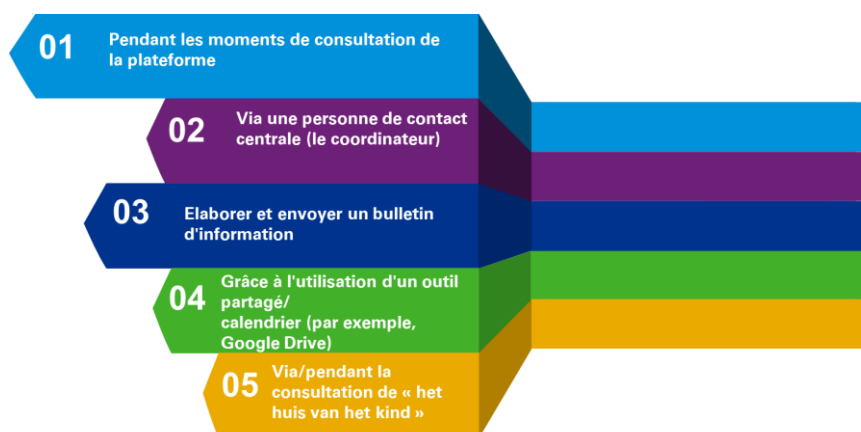 01
Pendant les moments de consultation de
la plateforme
02
Via une personne de contact
centrale (le coordinateur)
03
Elaborer et envoyer un bulletin
d'information
04
Grâce à l'utilisation d'un outil
partagé/
calendrier (par exemple,
Google Drive)
05
Via/pendant la
consultation de « het
huis van het kind »